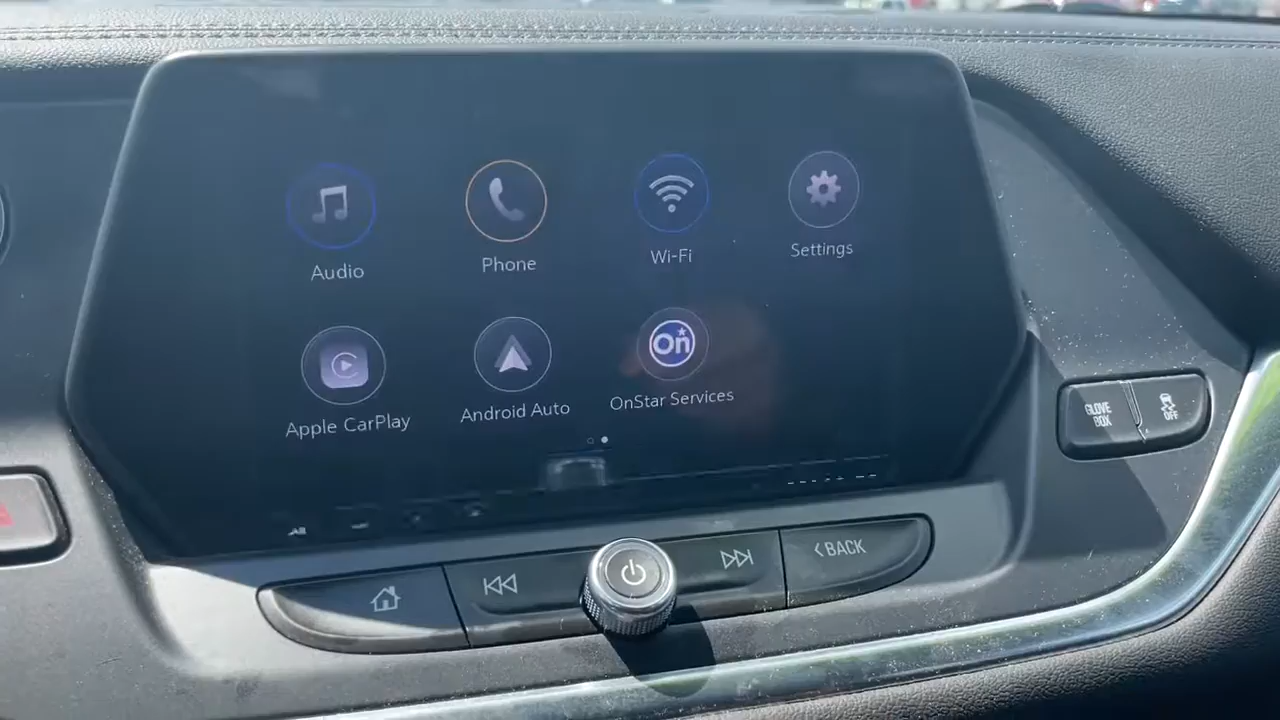 Audio
Phone
Wi-Fi
Settings
Apple CarPlay
Android Auto
On
OnStar Services
GLOVE
BOX
OFF
BACK